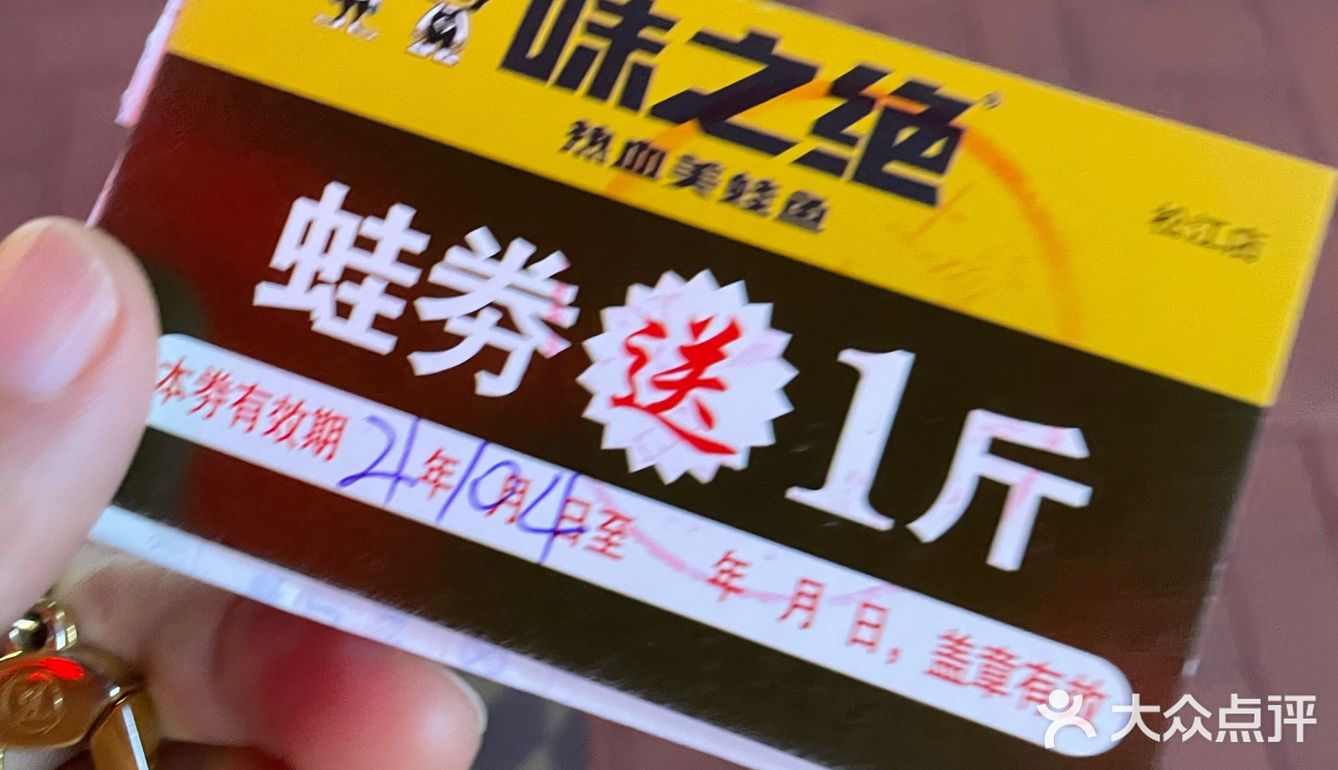 味之绝®
热血美蛙鱼
松江店
蛙券送1斤
本券有效期21年10月4日至 年 月 日，盖章有效
大众点评